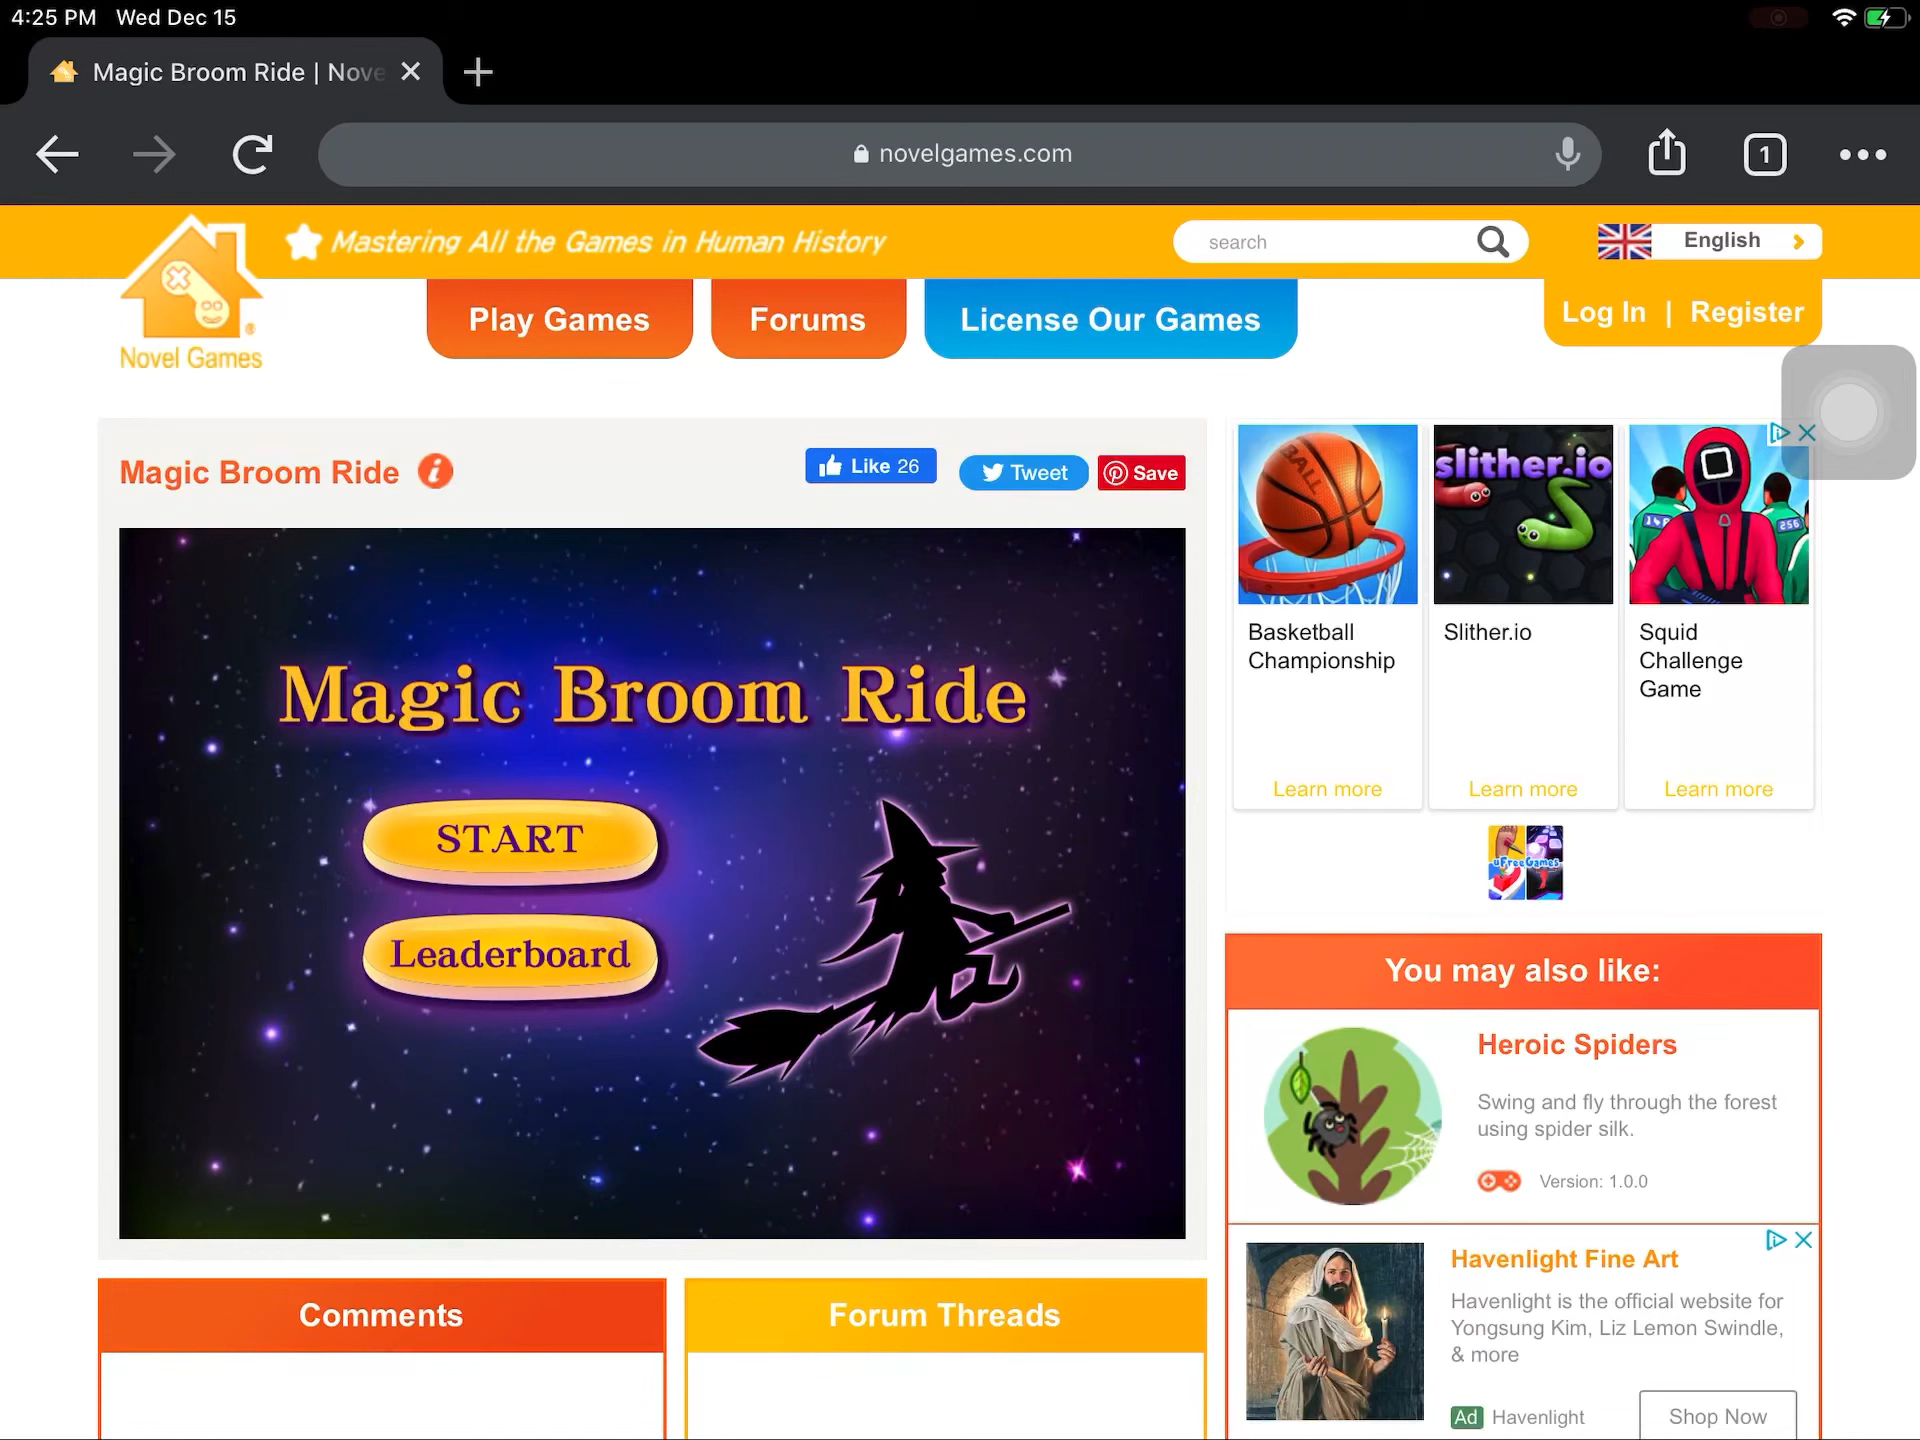 4:25 PM Wed Dec 15
Magic Broom Ride | Nove
novelgames.com
1
Mastering All the Games in Human History
search
English
Novel Games
Play Games
Forums
License Our Games
Log In | Register
Magic Broom Ride
Like 26
Tweet
Save
Magic Broom Ride
START
Leaderboard
BALL
slither.io
256
Basketball
Championship
Slither.io
Squid
Challenge
Game
Learn more
Learn more
Learn more
uFreeGames
You may also like:
Heroic Spiders
Swing and fly through the forest
using spider silk.
Version: 1.0.0
Havenlight Fine Art
Havenlight is the official website for
Yongsung Kim, Liz Lemon Swindle,
& more
Ad Havenlight
Shop Now
Comments
Forum Threads